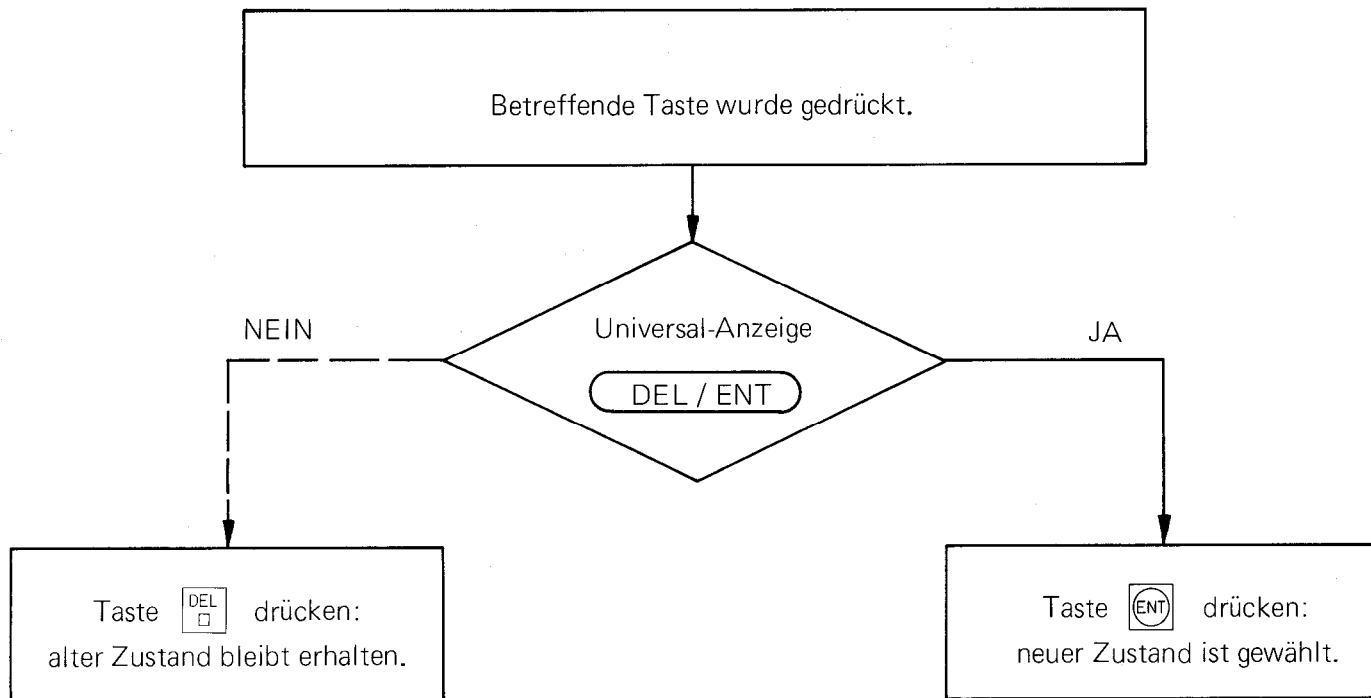 Betreffende Taste wurde gedrückt.
NEIN
Universal-Anzeige
JA
DEL / ENT
Taste DEL drücken:
alter Zustand bleibt erhalten.
Taste ENT drücken:
neuer Zustand ist gewählt.